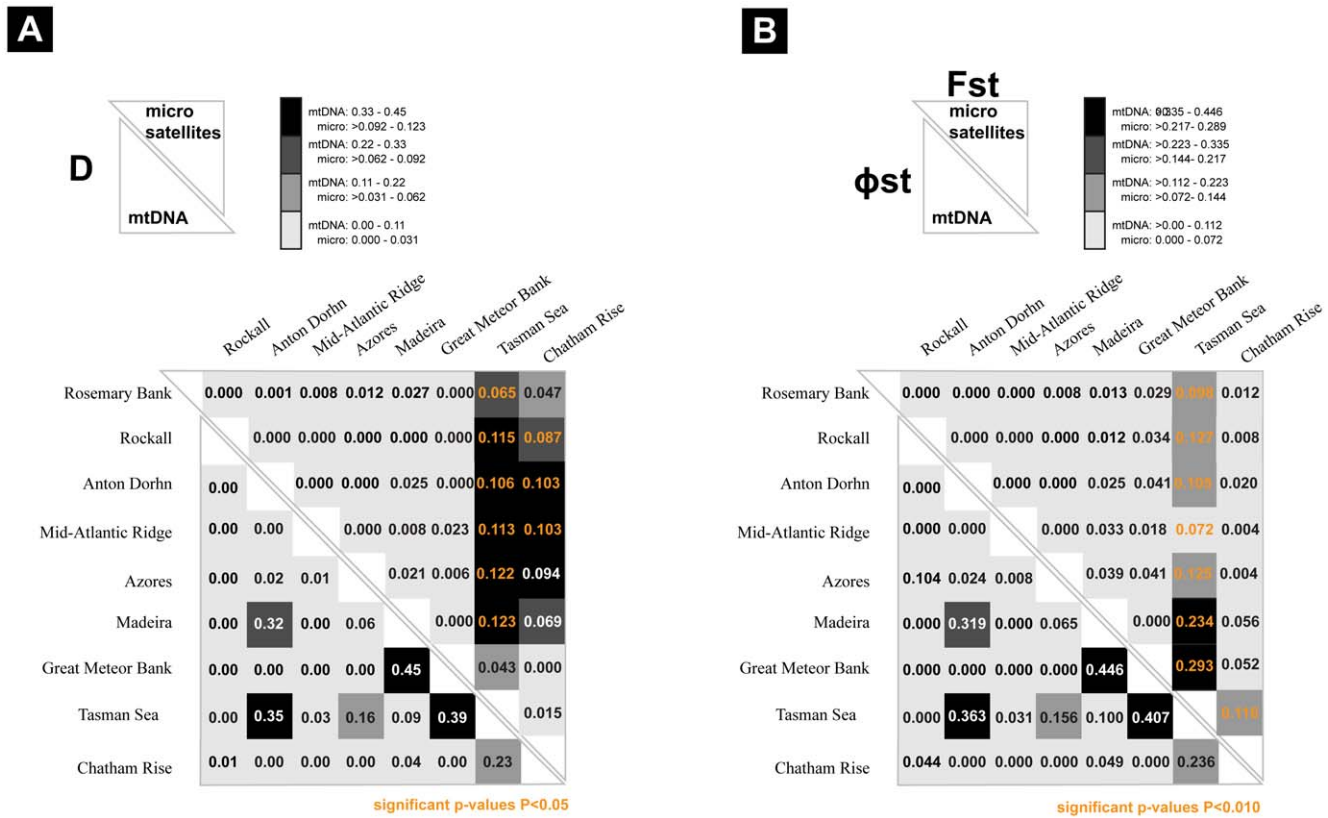 A
micro
satellites
D
mtDNA
mtDNA: 0.33 - 0.45
micro: >0.092 - 0.123
mtDNA: 0.22 - 0.33
micro: >0.062 - 0.092
mtDNA: 0.11 - 0.22
micro: >0.031 - 0.062
mtDNA: 0.00 - 0.11
micro: 0.000 - 0.031
Rockall
Anton Dorhn
Mid-Atlantic Ridge
Azores
Madeira
Great Meteor Bank
Tasman Sea
Chatham Rise
Rosemary Bank 0.000 0.001 0.008 0.012 0.027 0.000 0.065 0.047
Rockall 0.000 0.000 0.000 0.000 0.000 0.115 0.087
Anton Dorhn 0.00 0.000 0.000 0.025 0.000 0.106 0.103
Mid-Atlantic Ridge 0.00 0.00 0.000 0.008 0.023 0.113 0.103
Azores 0.00 0.02 0.01 0.021 0.006 0.122 0.094
Madeira 0.00 0.32 0.00 0.06 0.000 0.123 0.069
Great Meteor Bank 0.00 0.00 0.00 0.00 0.45 0.043 0.000
Tasman Sea 0.00 0.35 0.03 0.16 0.09 0.39 0.015
Chatham Rise 0.01 0.00 0.00 0.00 0.04 0.00 0.23
significant p-values P<0.05
B
Fst
micro
satellites
ϕst
mtDNA
mtDNA: - 0.446
micro: >0.217- 0.289
mtDNA: >0.223 - 0.335
micro: >0.144- 0.217
mtDNA: >0.112 - 0.223
micro: >0.072- 0.144
mtDNA: >0.00 - 0.112
micro: 0.000 - 0.072
Rockall
Anton Dorhn
Mid-Atlantic Ridge
Azores
Madeira
Great Meteor Bank
Tasman Sea
Chatham Rise
Rosemary Bank 0.000 0.000 0.000 0.008 0.013 0.029 0.098 0.012
Rockall 0.000 0.000 0.000 0.012 0.034 0.127 0.008
Anton Dorhn 0.000 0.000 0.000 0.025 0.041 0.105 0.020
Mid-Atlantic Ridge 0.000 0.000 0.000 0.033 0.018 0.072 0.004
Azores 0.104 0.024 0.008 0.039 0.041 0.125 0.004
Madeira 0.000 0.319 0.000 0.065 0.000 0.234 0.056
Great Meteor Bank 0.000 0.000 0.000 0.000 0.446 0.293 0.052
Tasman Sea 0.000 0.363 0.031 0.156 0.100 0.407
Chatham Rise 0.044 0.000 0.000 0.000 0.049 0.000 0.236
significant p-values P<0.010